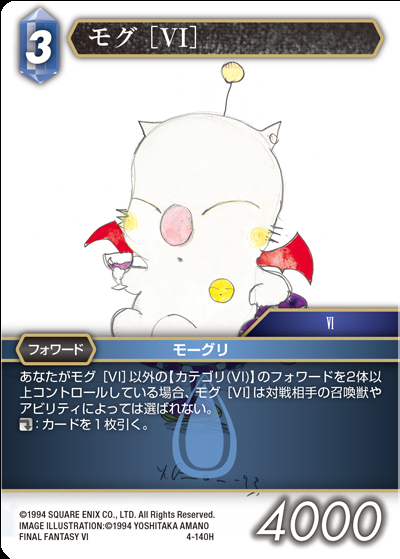 3
モグ［VI］
VI
フォワード
モーグリ
あなたがモグ［VI］以外の【カテゴリ(VI)】のフォワードを2体以
上コントロールしている場合、モグ［VI］は対戦相手の召喚獣や
アビリティによっては選ばれない。
：カードを1枚引く。
©1994 SQUARE ENIX CO., LTD. All Rights Reserved.
IMAGE ILLUSTRATION:©1994 YOSHITAKA AMANO
FINAL FANTASY VI
4-140H
4000